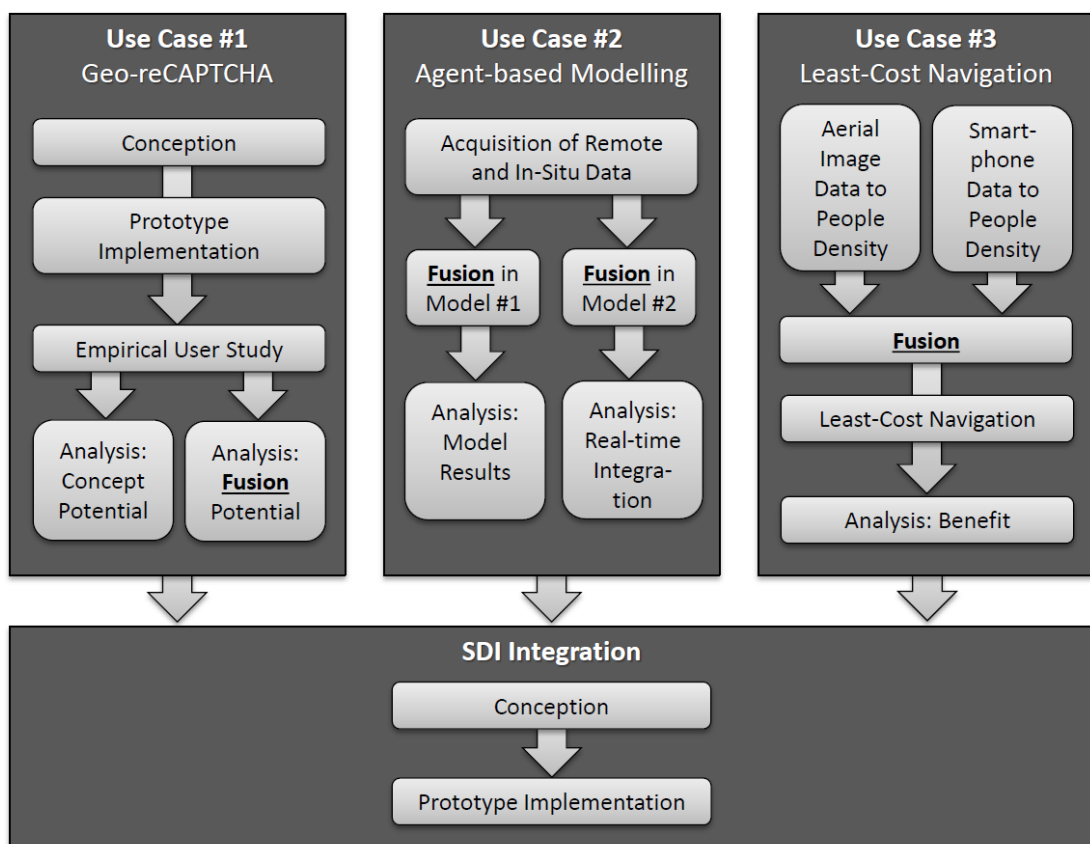 Use Case #1
Geo-reCAPTCHA
Conception
Prototype
Implementation
Empirical User Study
Analysis:
Concept
Potential
Analysis:
Fusion
Potential
Use Case #2
Agent-based Modelling
Acquisition of Remote
and In-Situ Data
Fusion in
Model #1
Fusion in
Model #2
Analysis:
Model
Results
Analysis:
Real-time
Integra-
tion
Use Case #3
Least-Cost Navigation
Aerial
Image
Data to
People
Density
Smart-
phone
Data to
People
Density
Fusion
Least-Cost Navigation
Analysis: Benefit
SDI Integration
Conception
Prototype Implementation